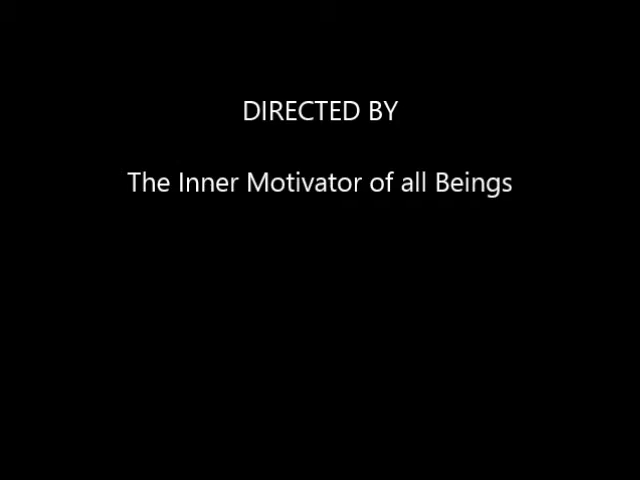 DIRECTED BY
The Inner Motivator of all Beings